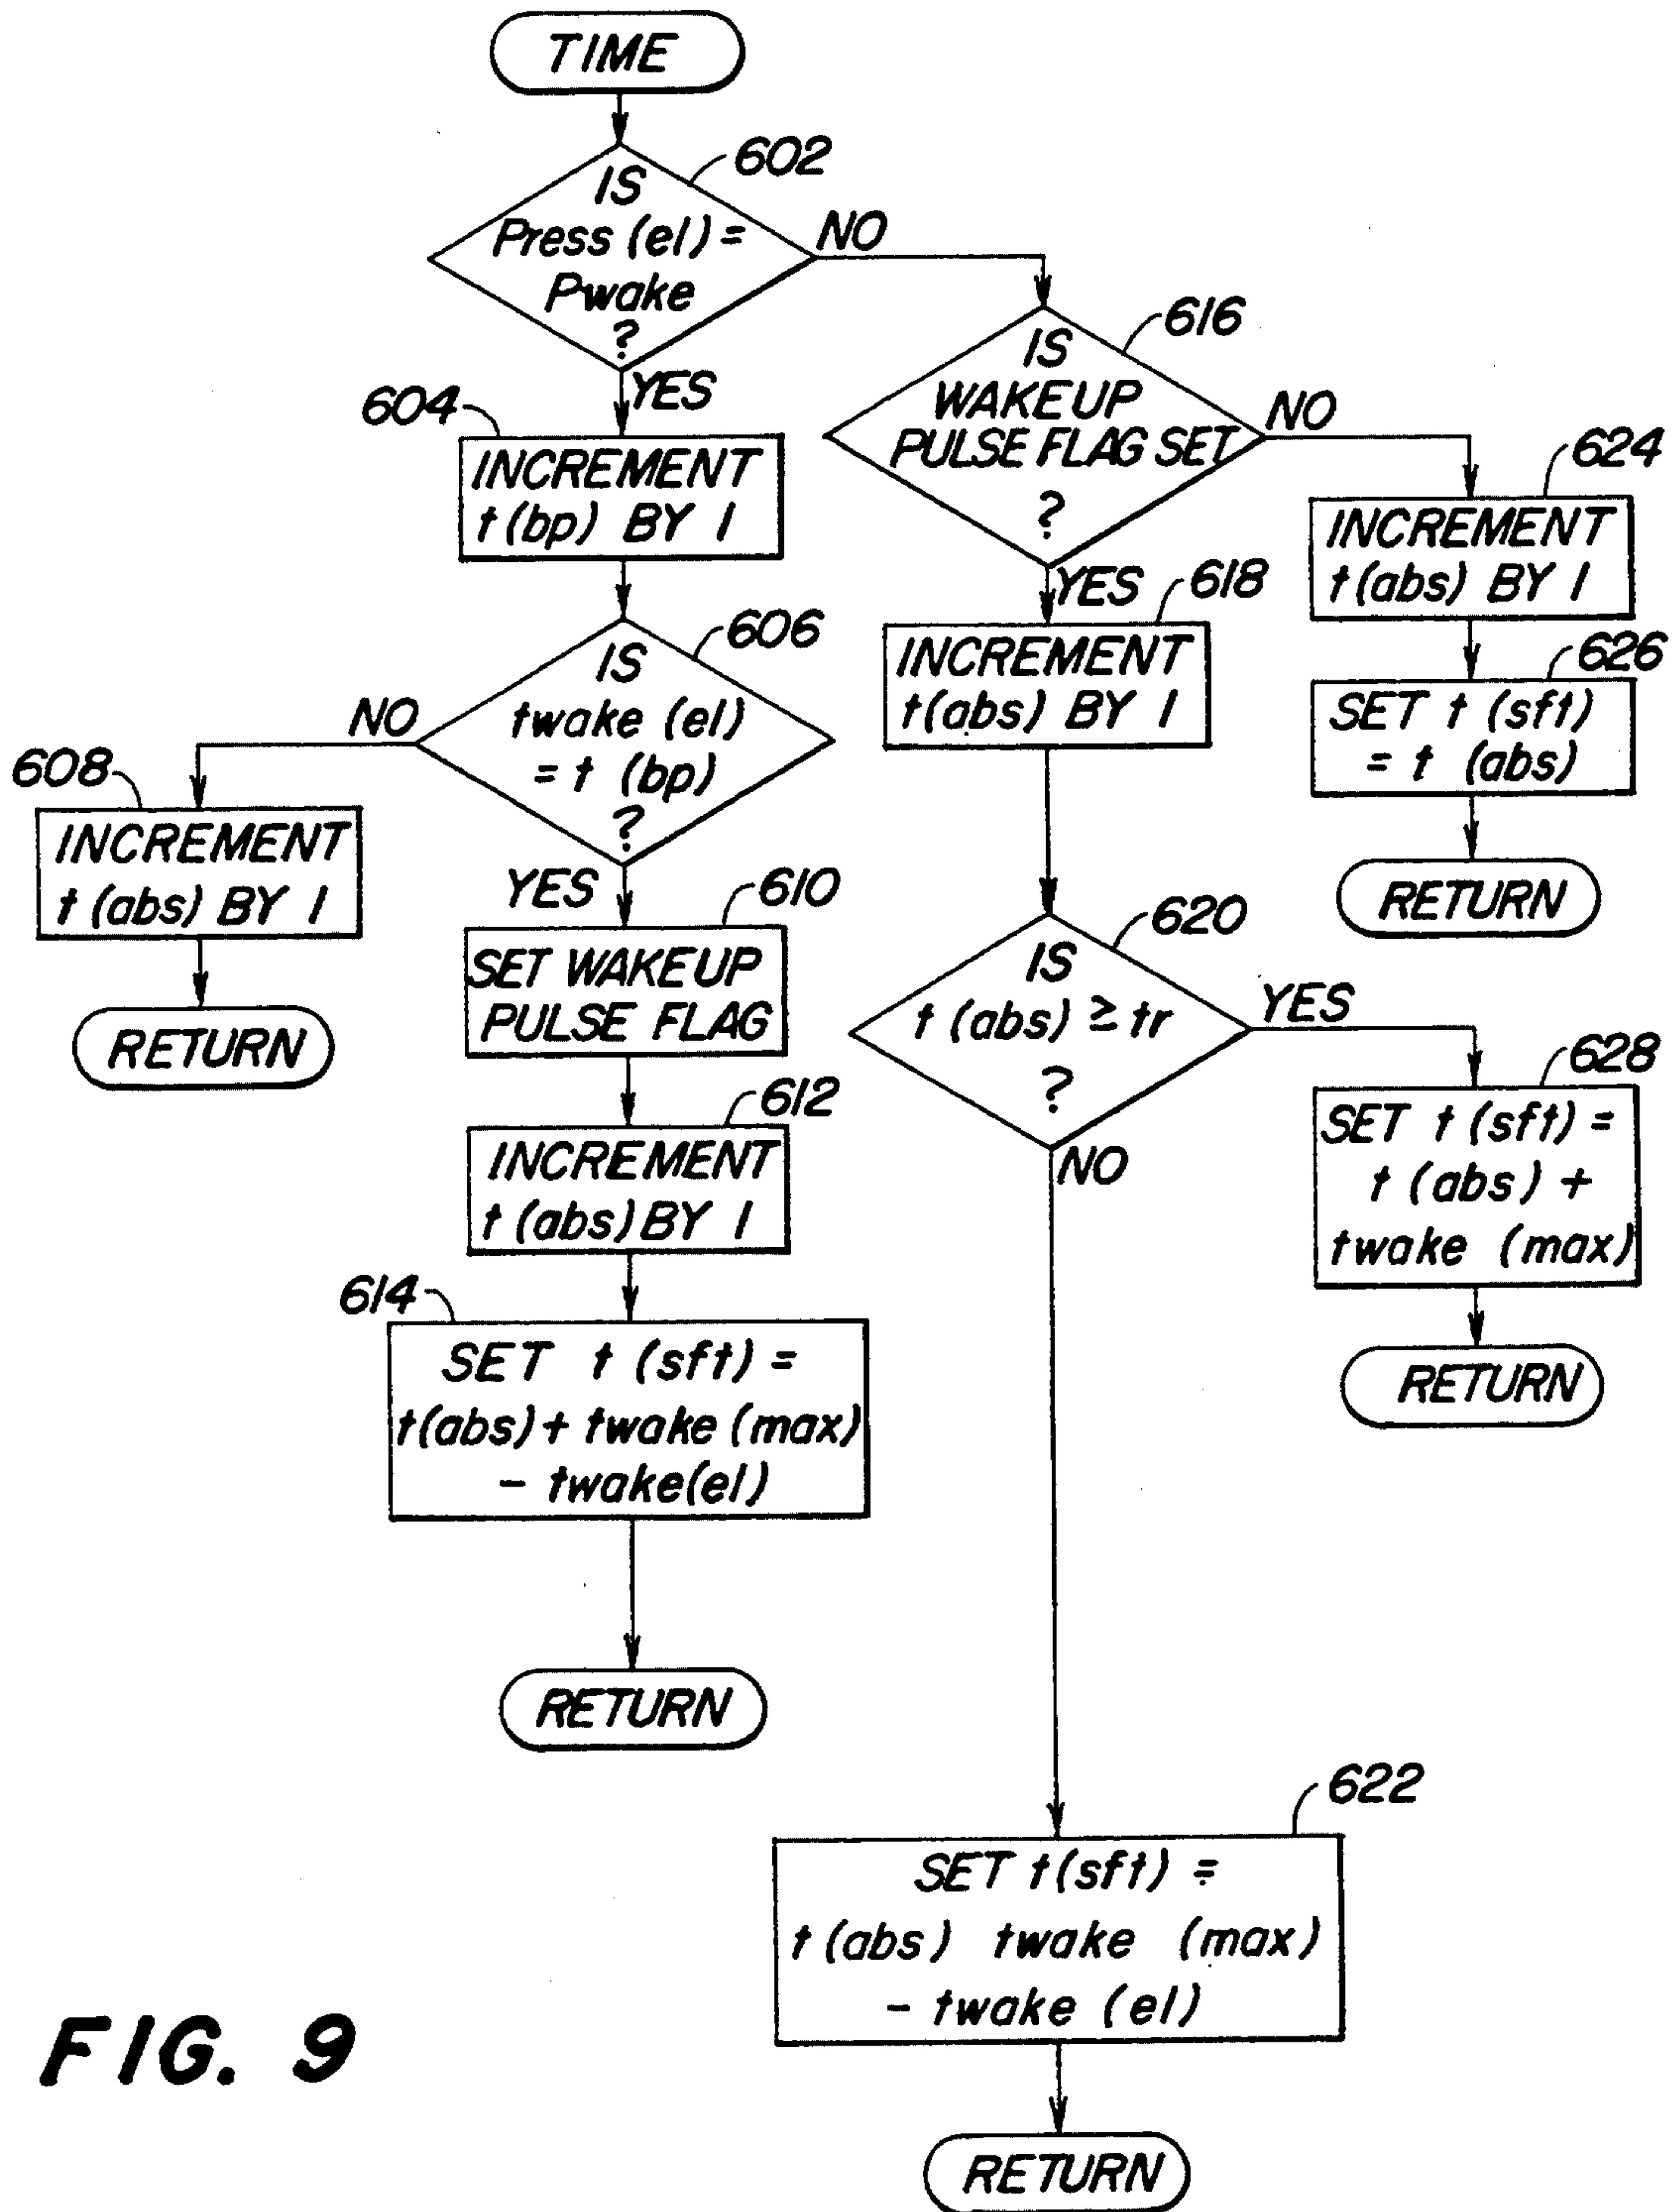 TIME
602
IS
Press (el) =
Pwake
?
NO
YES
604
INCREMENT
t (bp) BY 1
606
IS
twake (el)
= t (bp)
?
NO
608
INCREMENT
t (abs) BY 1
RETURN
YES
610
SET WAKEUP
PULSE FLAG
612
INCREMENT
t (abs) BY 1
614
SET t (sft) =
t(abs) + twake (max)
- twake(el)
RETURN
616
IS
WAKEUP
PULSE FLAG SET
?
NO
624
INCREMENT
t (abs) BY 1
626
SET t (sft)
= t (abs)
RETURN
YES
618
INCREMENT
t(abs) BY 1
620
IS
t (abs) ≥ tr
?
YES
628
SET t (sft) =
t (abs) +
twake (max)
RETURN
NO
622
SET t(sft) =
t (abs) twake (max)
- twake (el)
RETURN
FIG. 9